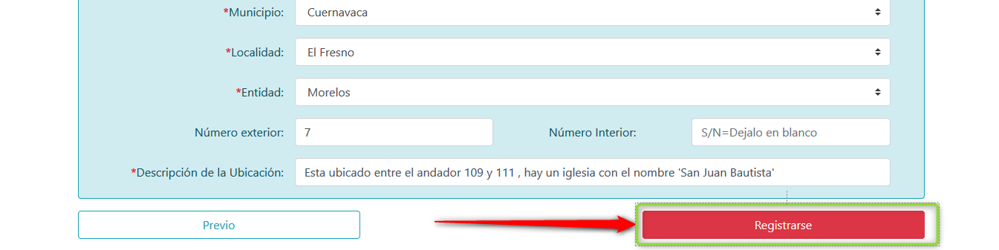 *Municipio: Cuernavaca
*Localidad: El Fresno
*Entidad: Morelos
Número exterior: 7 Número Interior: S/N=Dejalo en blanco
*Descripción de la Ubicación: Esta ubicado entre el andador 109 y 111 , hay un iglesia con el nombre 'San Juan Bautista'
Previo Registrarse